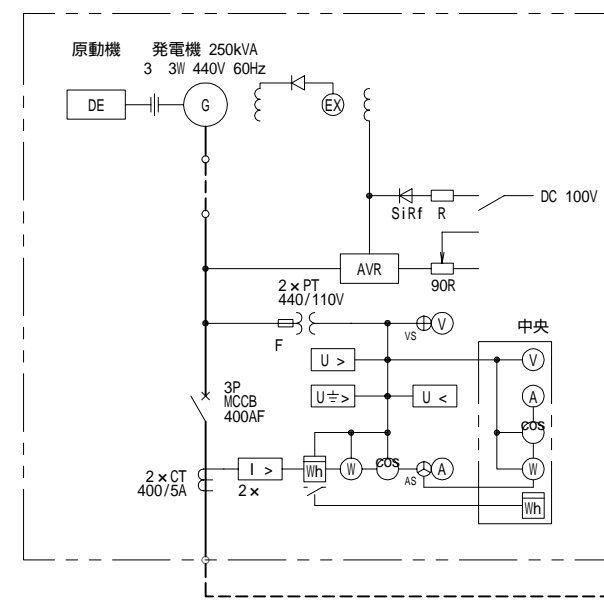 原動機
発電機 250kVA
3 3W 440V 60Hz
DE
G
EX
SiRf
R
DC 100V
AVR
90R
2×PT
440/110V
F
VS
V
中央
U >
V
U >
U <
A
3P
MCCB
400AF
COS
2×CT
400/5A
I >
2×
Wh
W
COS
AS
A
W
Wh